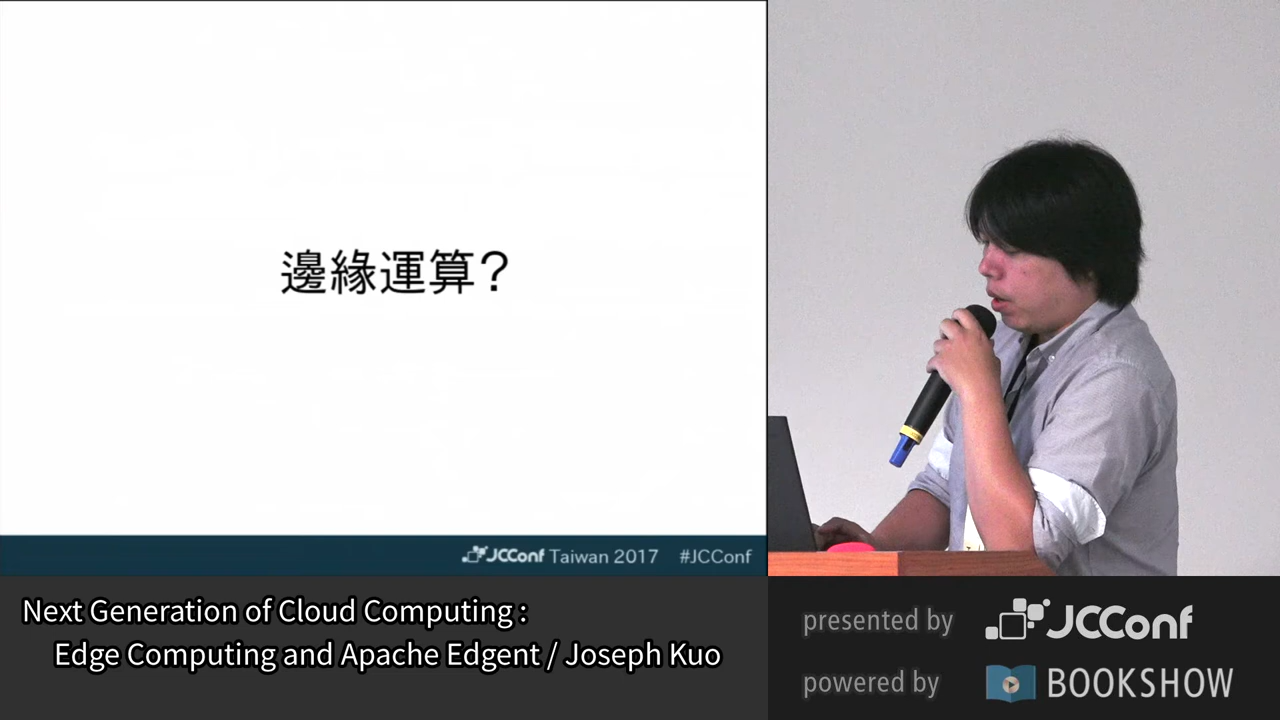 邊緣運算？
JCConf Taiwan 2017 #JCConf
Next Generation of Cloud Computing :
Edge Computing and Apache Edgent / Joseph Kuo
presented by JCConf
powered by BOOKSHOW